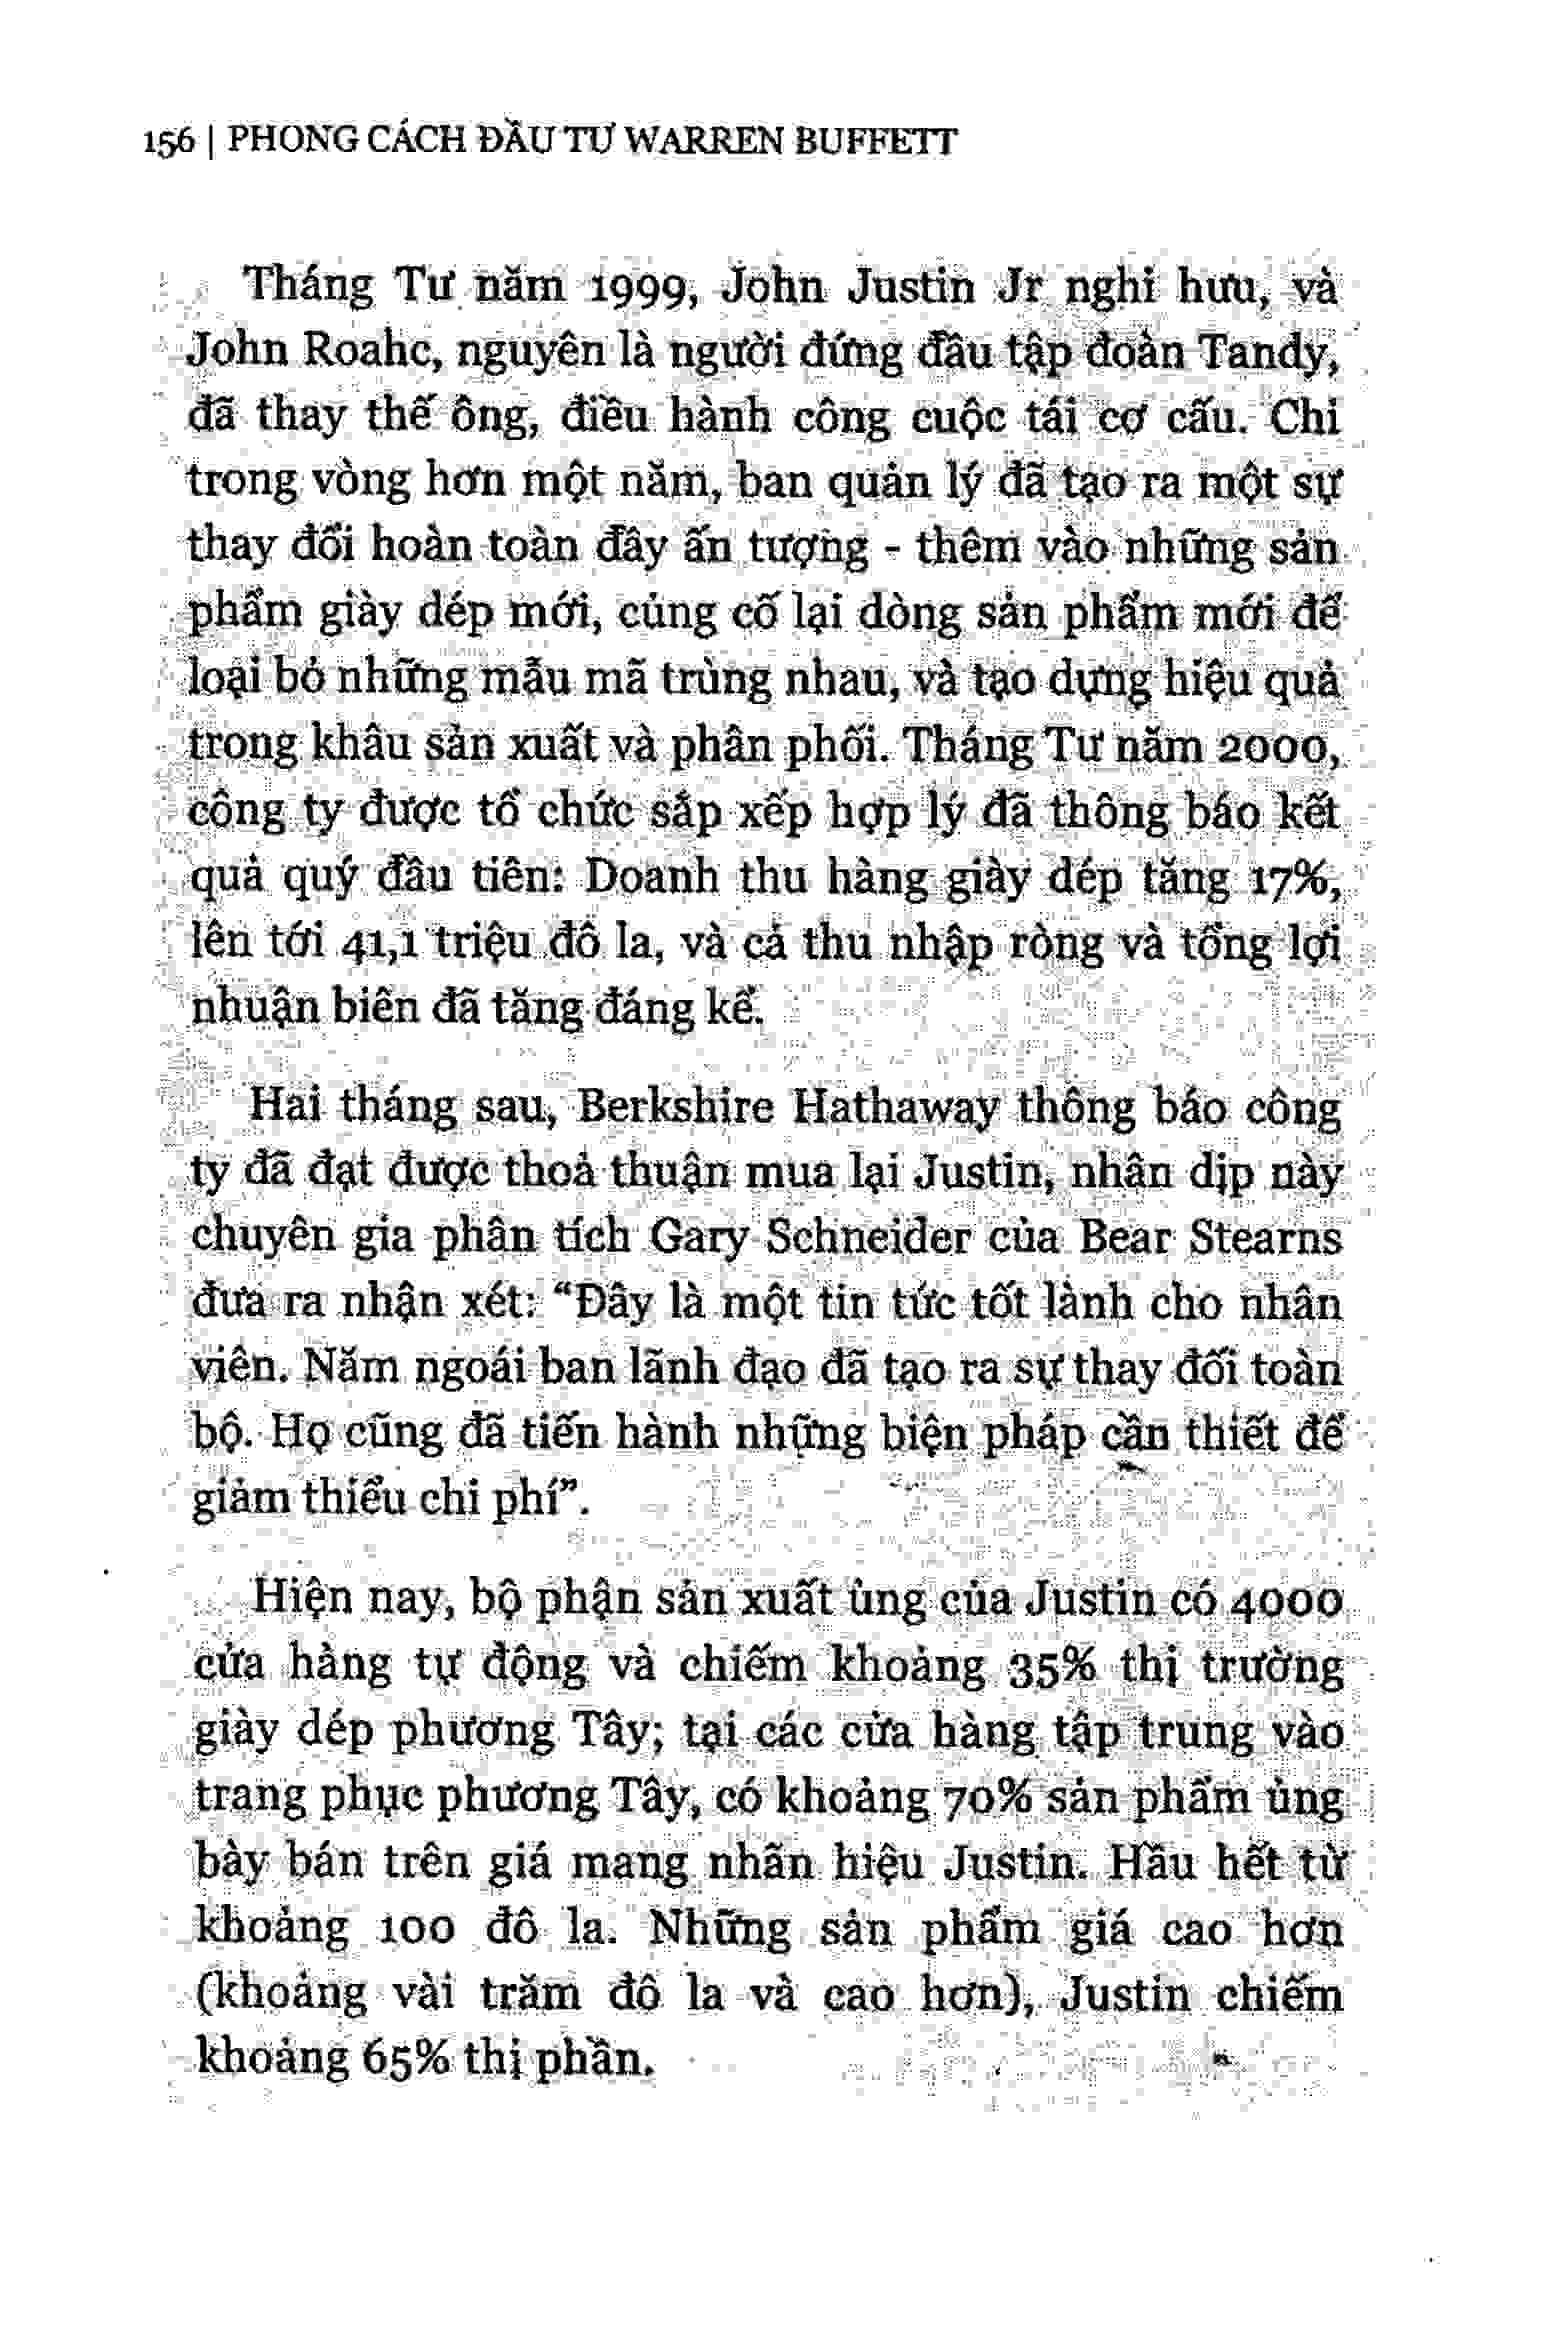 156 | PHONG CÁCH ĐẦU TƯ WARREN BUFFETT
Tháng Tư năm 1999, John Justin Jr nghỉ hưu, và
John Roahc, nguyên là người đứng đầu tập đoàn Tandy,
đã thay thế ông, điều hành công cuộc tái cơ cấu. Chỉ
trong vòng hơn một năm, ban quản lý đã tạo ra một sự
thay đổi hoàn toàn đầy ấn tượng - thêm vào những sản
phẩm giày dép mới, củng cố lại dòng sản phẩm mới để
loại bỏ những mẫu mã trùng nhau, và tạo dựng hiệu quả
trong khâu sản xuất và phân phối. Tháng Tư năm 2000,
công ty được tổ chức sắp xếp hợp lý đã thông báo kết
quả quý đầu tiên: Doanh thu hàng giày dép tăng 17%,
lên tới 41,1 triệu đô la, và cả thu nhập ròng và tổng lợi
nhuận biên đã tăng đáng kể.
Hai tháng sau, Berkshire Hathaway thông báo công
ty đã đạt được thoả thuận mua lại Justin, nhân dịp này
chuyên gia phân tích Gary Schneider của Bear Stearns
đưa ra nhận xét: “Đây là một tin tức tốt lành cho nhân
viên. Năm ngoái ban lãnh đạo đã tạo ra sự thay đổi toàn
bộ. Họ cũng đã tiến hành những biện pháp cần thiết để
giảm thiểu chi phí”.
Hiện nay, bộ phận sản xuất ủng của Justin có 4000
cửa hàng tự động và chiếm khoảng 35% thị trường
giày dép phương Tây; tại các cửa hàng tập trung vào
trang phục phương Tây, có khoảng 70% sản phẩm ủng
bày bán trên giá mang nhãn hiệu Justin. Hầu hết từ
khoảng 100 đô la. Những sản phẩm giá cao hơn
(khoảng vài trăm đô la và cao hơn), Justin chiếm
khoảng 65% thị phần.